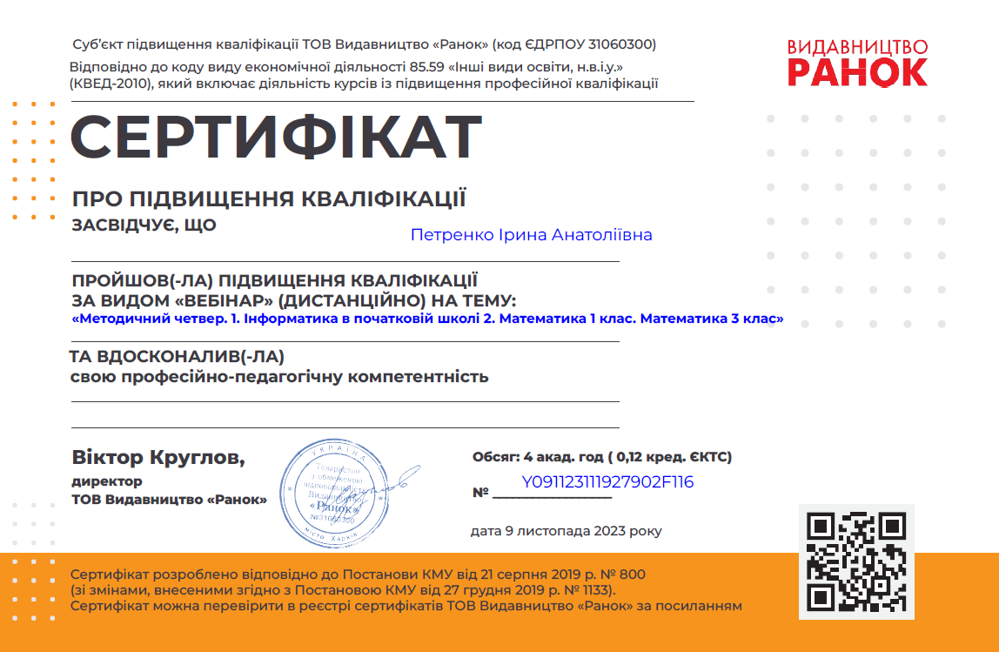 Суб’єкт підвищення кваліфікації ТОВ Видавництво «Ранок» (код ЄДРПОУ 31060300)
Відповідно до коду виду економічної діяльності 85.59 «Інші види освіти, н.в.і.у.»
(КВЕД-2010), який включає діяльність курсів із підвищення професійної кваліфікації
ВИДАВНИЦТВО
РАНОК
СЕРТИФІКАТ
ПРО ПІДВИЩЕННЯ КВАЛІФІКАЦІЇ
ЗАСВІДЧУЄ, ЩО
Петренко Ірина Анатоліївна
ПРОЙШОВ(-ЛА) ПІДВИЩЕННЯ КВАЛІФІКАЦІЇ
ЗА ВИДОМ «ВЕБІНАР» (ДИСТАНЦІЙНО) НА ТЕМУ:
«Методичний четвер. 1. Інформатика в початковій школі 2. Математика 1 клас. Математика 3 клас»
ТА ВДОСКОНАЛИВ(-ЛА)
свою професійно-педагогічну компетентність
Віктор Круглов,
директор
ТОВ Видавництво «Ранок»
УКРАЇНА
Товариство
з обмеженою
відповідальністю
Видавництво
«Ранок»
№31060300
місто Харків
Обсяг: 4 акад. год ( 0,12 кред. ЄКТС)
№ Y091123111927902F116
дата 9 листопада 2023 року
Сертифікат розроблено відповідно до Постанови КМУ від 21 серпня 2019 р. № 800
(зі змінами, внесеними згідно з Постановою КМУ від 27 грудня 2019 р. № 1133).
Сертифікат можна перевірити в реєстрі сертифікатів ТОВ Видавництво «Ранок» за посиланням